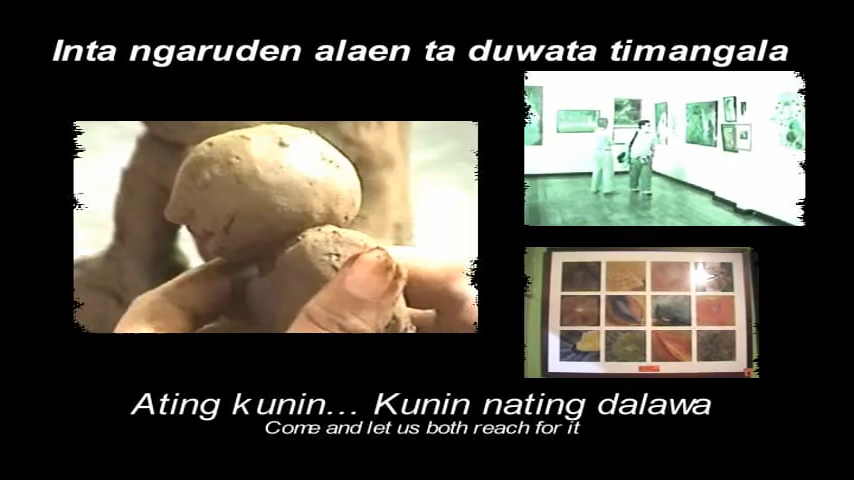 Inta ngaruden alaen ta duwata timangala
Ating kunin... Kunin nating dalawa
Come and let us both reach for it